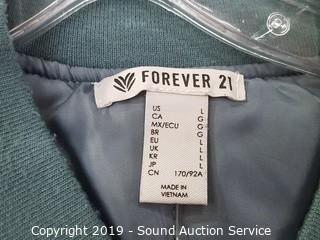 FOREVER 21
US L
CA G
MX/ECU G
BR G
EU L
UK L
KR L
JP L
CN 170/92A
MADE IN
VIETNAM
Copyright 2019 - Sound Auction Service